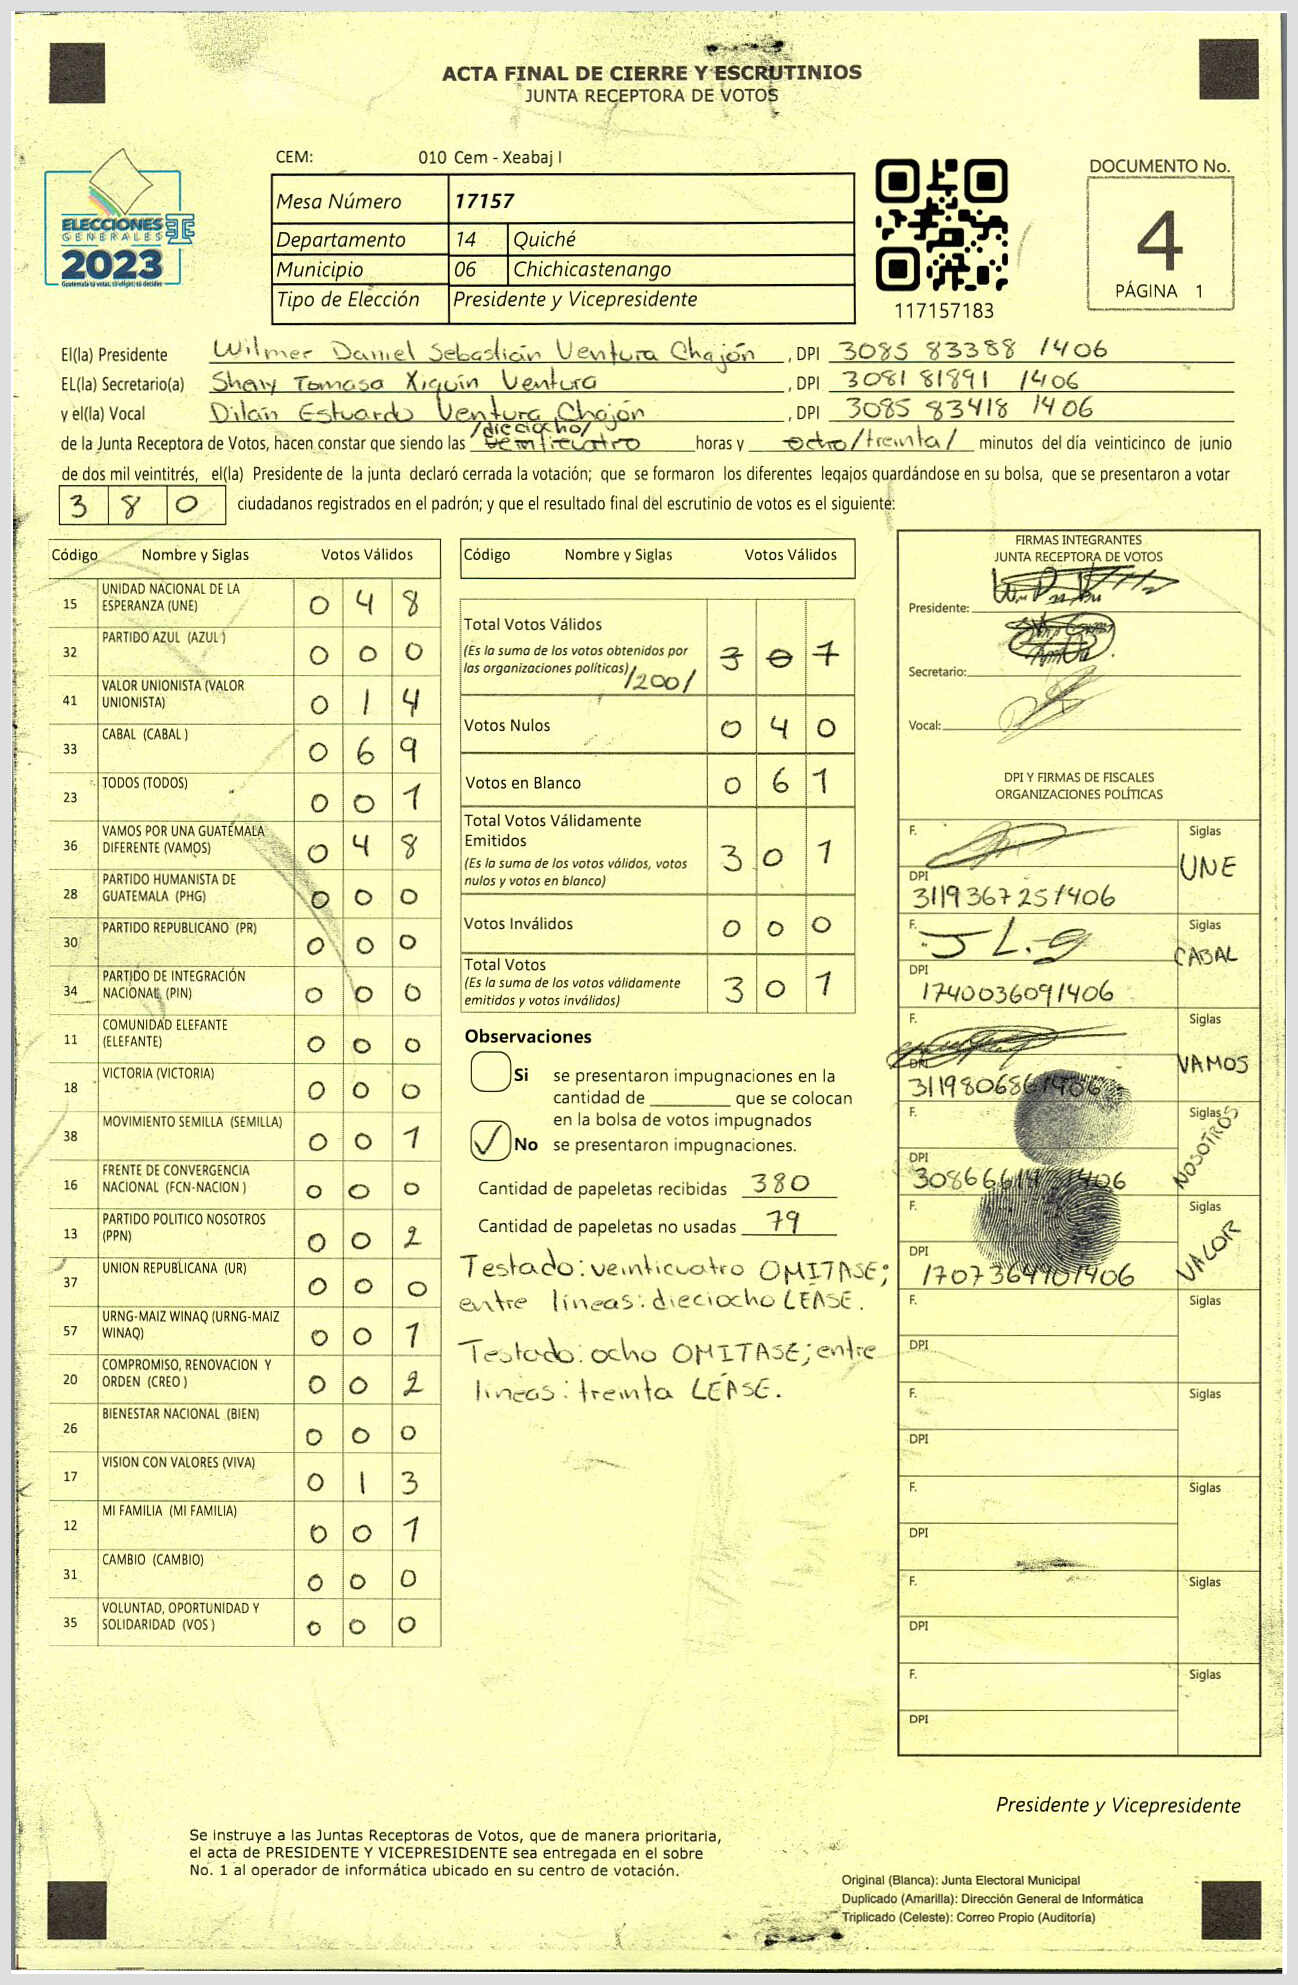 ACTA FINAL DE CIERRE Y ESCRUTINIOS
JUNTA RECEPTORA DE VOTOS
CEM: 010 Cem - Xeabaj I
DOCUMENTO No.
4
PÁGINA 1
ELECCIONES
GENERALES
2023
Guatemala tú votas, tú eliges, tú decides
Mesa Número 17157
Departamento 14 Quiché
Municipio 06 Chichicastenango
Tipo de Elección Presidente y Vicepresidente
117157183
El(la) Presidente Wilmer Daniel Sebastián Ventura Chajón , DPI 3085 83388 1406
EL(la) Secretario(a) Sheny Tomasa Xiquín Ventura , DPI 3081 81891 1406
y el(la) Vocal Dilan Estuardo Ventura Chajón , DPI 3085 83418 1406
/dieciocho/
de la Junta Receptora de Votos, hacen constar que siendo las veinticuatro horas y ocho /treinta/ minutos del día veinticinco de junio
de dos mil veintitrés, el(la) Presidente de la junta declaró cerrada la votación; que se formaron los diferentes legajos guardándose en su bolsa, que se presentaron a votar
3 8 0 ciudadanos registrados en el padrón; y que el resultado final del escrutinio de votos es el siguiente:
Código Nombre y Siglas Votos Válidos
15 UNIDAD NACIONAL DE LA ESPERANZA (UNE) 0 4 8
32 PARTIDO AZUL (AZUL ) 0 0 0
41 VALOR UNIONISTA (VALOR UNIONISTA) 0 1 4
33 CABAL (CABAL ) 0 6 9
23 TODOS (TODOS) 0 0 1
36 VAMOS POR UNA GUATEMALA DIFERENTE (VAMOS) 0 4 8
28 PARTIDO HUMANISTA DE GUATEMALA (PHG) 0 0 0
30 PARTIDO REPUBLICANO (PR) 0 0 0
34 PARTIDO DE INTEGRACIÓN NACIONAL (PIN) 0 0 0
11 COMUNIDAD ELEFANTE (ELEFANTE) 0 0 0
18 VICTORIA (VICTORIA) 0 0 0
38 MOVIMIENTO SEMILLA (SEMILLA) 0 0 1
16 FRENTE DE CONVERGENCIA NACIONAL (FCN-NACION ) 0 0 0
13 PARTIDO POLITICO NOSOTROS (PPN) 0 0 2
37 UNION REPUBLICANA (UR) 0 0 0
57 URNG-MAIZ WINAQ (URNG-MAIZ WINAQ) 0 0 1
20 COMPROMISO, RENOVACION Y ORDEN (CREO ) 0 0 2
26 BIENESTAR NACIONAL (BIEN) 0 0 0
17 VISION CON VALORES (VIVA) 0 1 3
12 MI FAMILIA (MI FAMILIA) 0 0 1
31 CAMBIO (CAMBIO) 0 0 0
35 VOLUNTAD, OPORTUNIDAD Y SOLIDARIDAD (VOS ) 0 0 0
Código Nombre y Siglas Votos Válidos
Total Votos Válidos
(Es la suma de los votos obtenidos por
las organizaciones políticas) /200/ 3 0 1
Votos Nulos 0 4 0
Votos en Blanco 0 6 1
Total Votos Válidamente
Emitidos
(Es la suma de los votos válidos, votos
nulos y votos en blanco) 3 0 1
Votos Inválidos 0 0 0
Total Votos
(Es la suma de los votos válidamente
emitidos y votos inválidos) 3 0 1
Observaciones
Si se presentaron impugnaciones en la
cantidad de ________ que se colocan
en la bolsa de votos impugnados
✓ No se presentaron impugnaciones.
Cantidad de papeletas recibidas 380
Cantidad de papeletas no usadas 79
Testado: veinticuatro OMITASE;
entre líneas: dieciocho LEASE.
Testado: ocho OMITASE; entre
líneas: treinta LEASE.
FIRMAS INTEGRANTES
JUNTA RECEPTORA DE VOTOS
Presidente:
Secretario:
Vocal:
DPI Y FIRMAS DE FISCALES
ORGANIZACIONES POLÍTICAS
F. Siglas
UNE
DPI
3119367251406
F. J L. Siglas
CABAL
DPI
1740036091406
F. Siglas
VAMOS
DPI
3119806861406
F. Siglas
NOSOTROS
DPI
F. Siglas
VALOR
DPI
F. Siglas
DPI
F. Siglas
DPI
F. Siglas
DPI
F. Siglas
DPI
F. Siglas
DPI
Presidente y Vicepresidente
Se instruye a las Juntas Receptoras de Votos, que de manera prioritaria,
el acta de PRESIDENTE Y VICEPRESIDENTE sea entregada en el sobre
No. 1 al operador de informática ubicado en su centro de votación.
Original (Blanca): Junta Electoral Municipal
Duplicado (Amarilla): Dirección General de Informática
Triplicado (Celeste): Correo Propio (Auditoría)